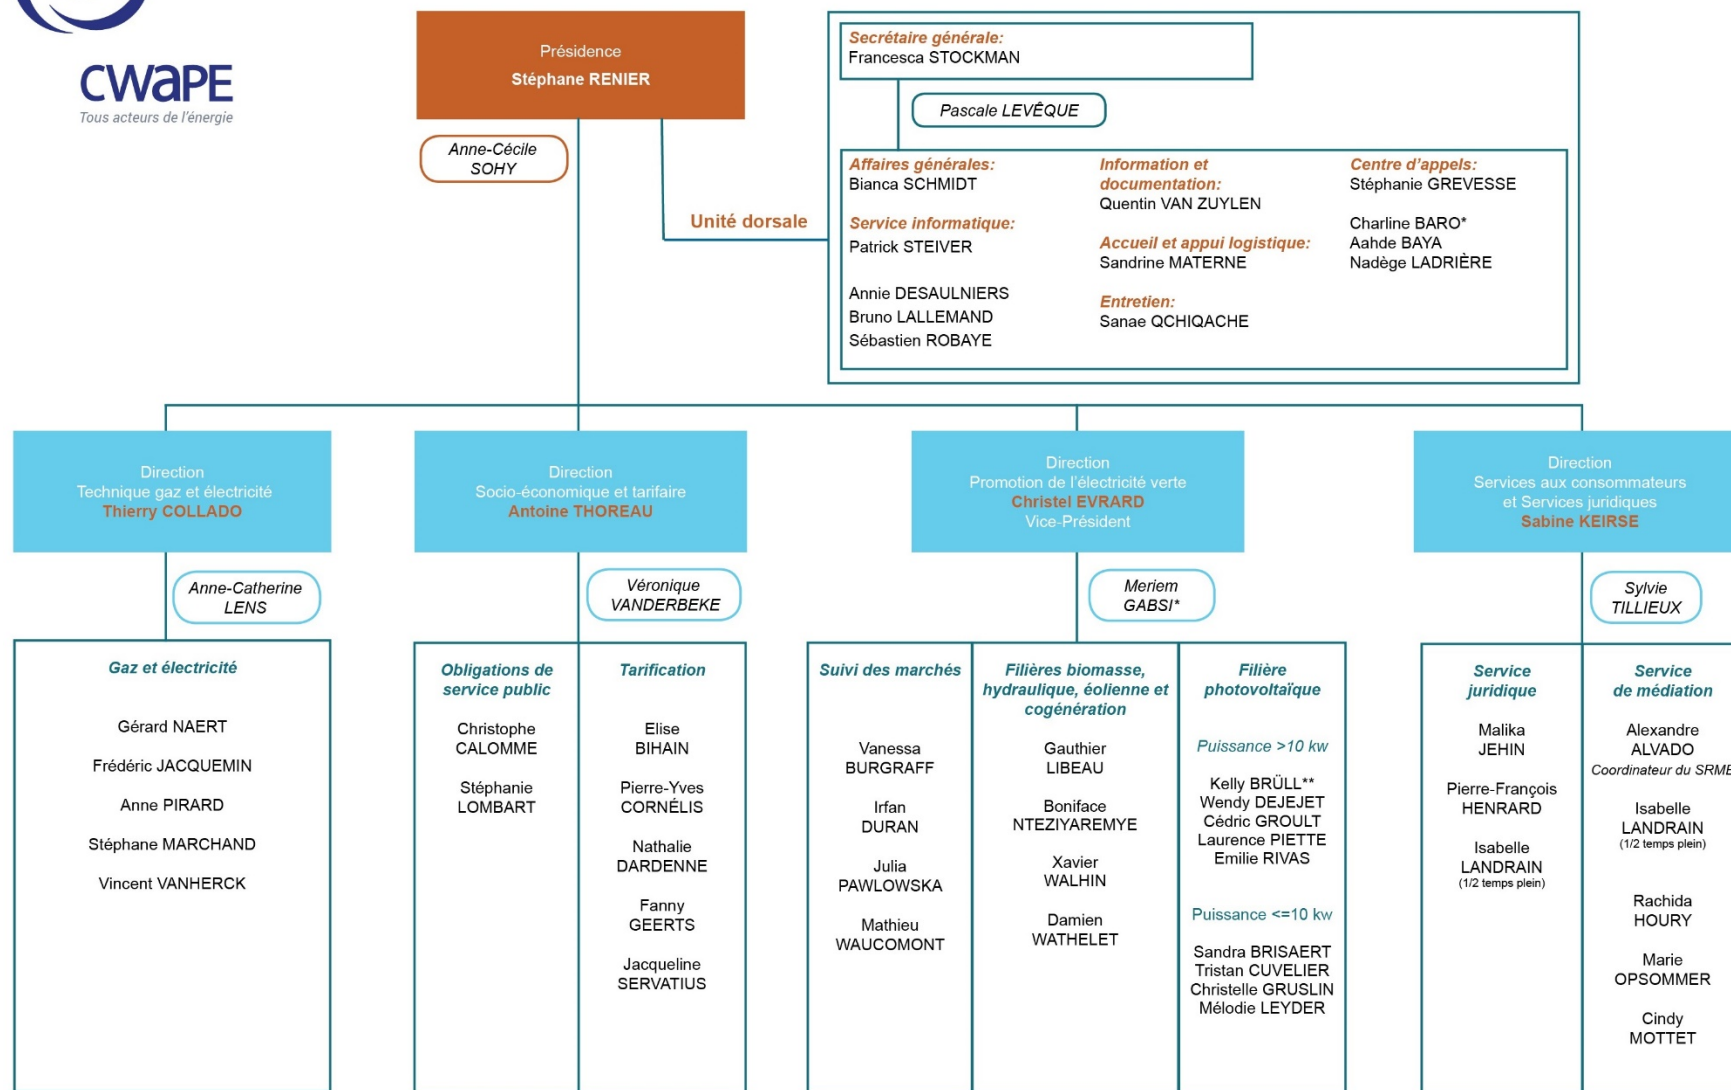 CWaPE
Tous acteurs de l'énergie
Présidence
Stéphane RENIER
Anne-Cécile
SOHY
Unité dorsale
Secrétaire générale:
Francesca STOCKMAN
Pascale LEVÊQUE
Affaires générales:
Bianca SCHMIDT
Service informatique:
Patrick STEIVER
Annie DESAULNIERS
Bruno LALLEMAND
Sébastien ROBAYE
Information et
documentation:
Quentin VAN ZUYLEN
Accueil et appui logistique:
Sandrine MATERNE
Entretien:
Sanae QCHIQACHE
Centre d'appels:
Stéphanie GREVESSE
Charline BARO*
Aahde BAYA
Nadège LADRIÈRE
Direction
Technique gaz et électricité
Thierry COLLADO
Anne-Catherine
LENS
Gaz et électricité
Gérard NAERT
Frédéric JACQUEMIN
Anne PIRARD
Stéphane MARCHAND
Vincent VANHERCK
Direction
Socio-économique et tarifaire
Antoine THOREAU
Véronique
VANDERBEKE
Obligations de
service public
Christophe
CALOMME
Stéphanie
LOMBART
Tarification
Elise
BIHAIN
Pierre-Yves
CORNÉLIS
Nathalie
DARDENNE
Fanny
GEERTS
Jacqueline
SERVATIUS
Direction
Promotion de l'électricité verte
Christel EVRARD
Vice-Président
Meriem
GABSI*
Suivi des marchés
Vanessa
BURGRAFF
Irfan
DURAN
Julia
PAWLOWSKA
Mathieu
WAUCOMONT
Filières biomasse,
hydraulique, éolienne et
cogénération
Gauthier
LIBEAU
Boniface
NTEZIYAREMYE
Xavier
WALHIN
Damien
WATHELET
Filière
photovoltaïque
Puissance >10 kw
Kelly BRÜLL**
Wendy DEJEJET
Cédric GROULT
Laurence PIETTE
Emilie RIVAS
Puissance <=10 kw
Sandra BRISAERT
Tristan CUVELIER
Christelle GRUSLIN
Mélodie LEYDER
Direction
Services aux consommateurs
et Services juridiques
Sabine KEIRSE
Sylvie
TILLIEUX
Service
juridique
Malika
JEHIN
Pierre-François
HENRARD
Isabelle
LANDRAIN
(1/2 temps plein)
Service
de médiation
Alexandre
ALVADO
Coordinateur du SRME
Isabelle
LANDRAIN
(1/2 temps plein)
Rachida
HOURY
Marie
OPSOMMER
Cindy
MOTTET